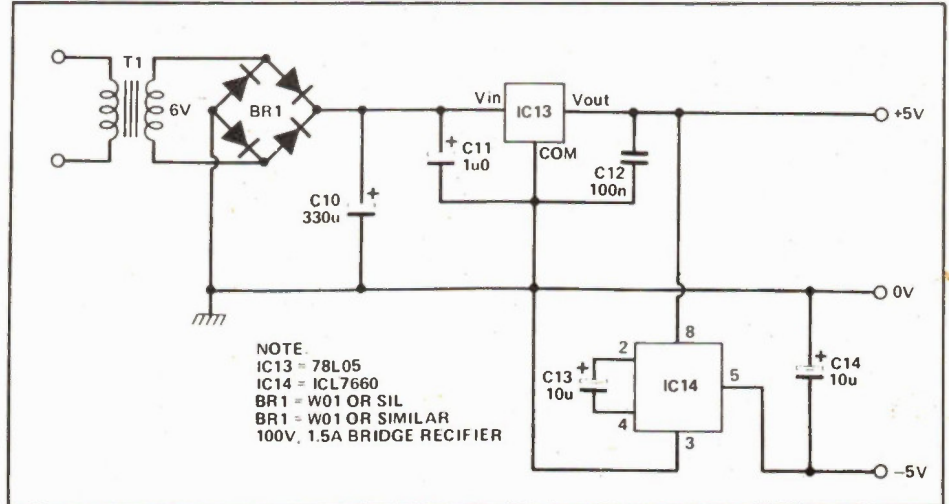 T1
6V
BR1
Vin
IC13
Vout
COM
+5V
C11
1u0
C12
100n
C10
330u
0V
NOTE.
IC13 = 78L05
IC14 = ICL7660
BR1 = W01 OR SIL
BR1 = W01 OR SIMILAR
100V, 1.5A BRIDGE RECIFIER
+
+
8
2
C13
10u
+
4
IC14
5
3
C14
10u
+
-5V